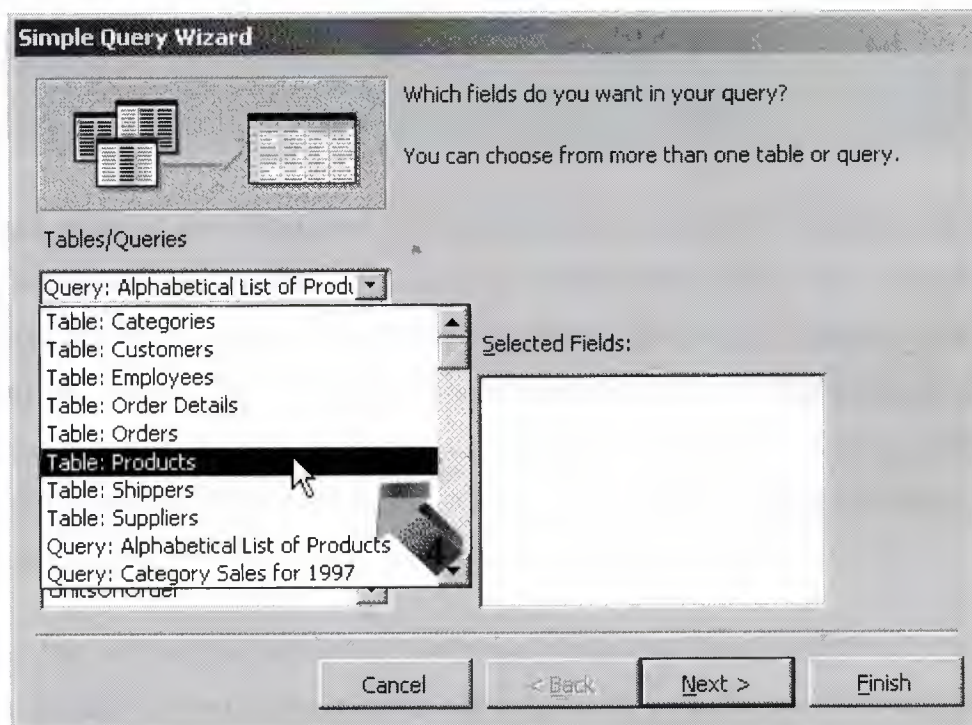 Simple Query Wizard
Which fields do you want in your query?
You can choose from more than one table or query.
Tables/Queries
Query: Alphabetical List of Produ
Table: Categories
Table: Customers
Table: Employees
Table: Order Details
Table: Orders
Table: Products
Table: Shippers
Table: Suppliers
Query: Alphabetical List of Products
Query: Category Sales for 1997
UnitsOnOrder
Selected Fields:
4
Cancel
< Back
Next >
Finish